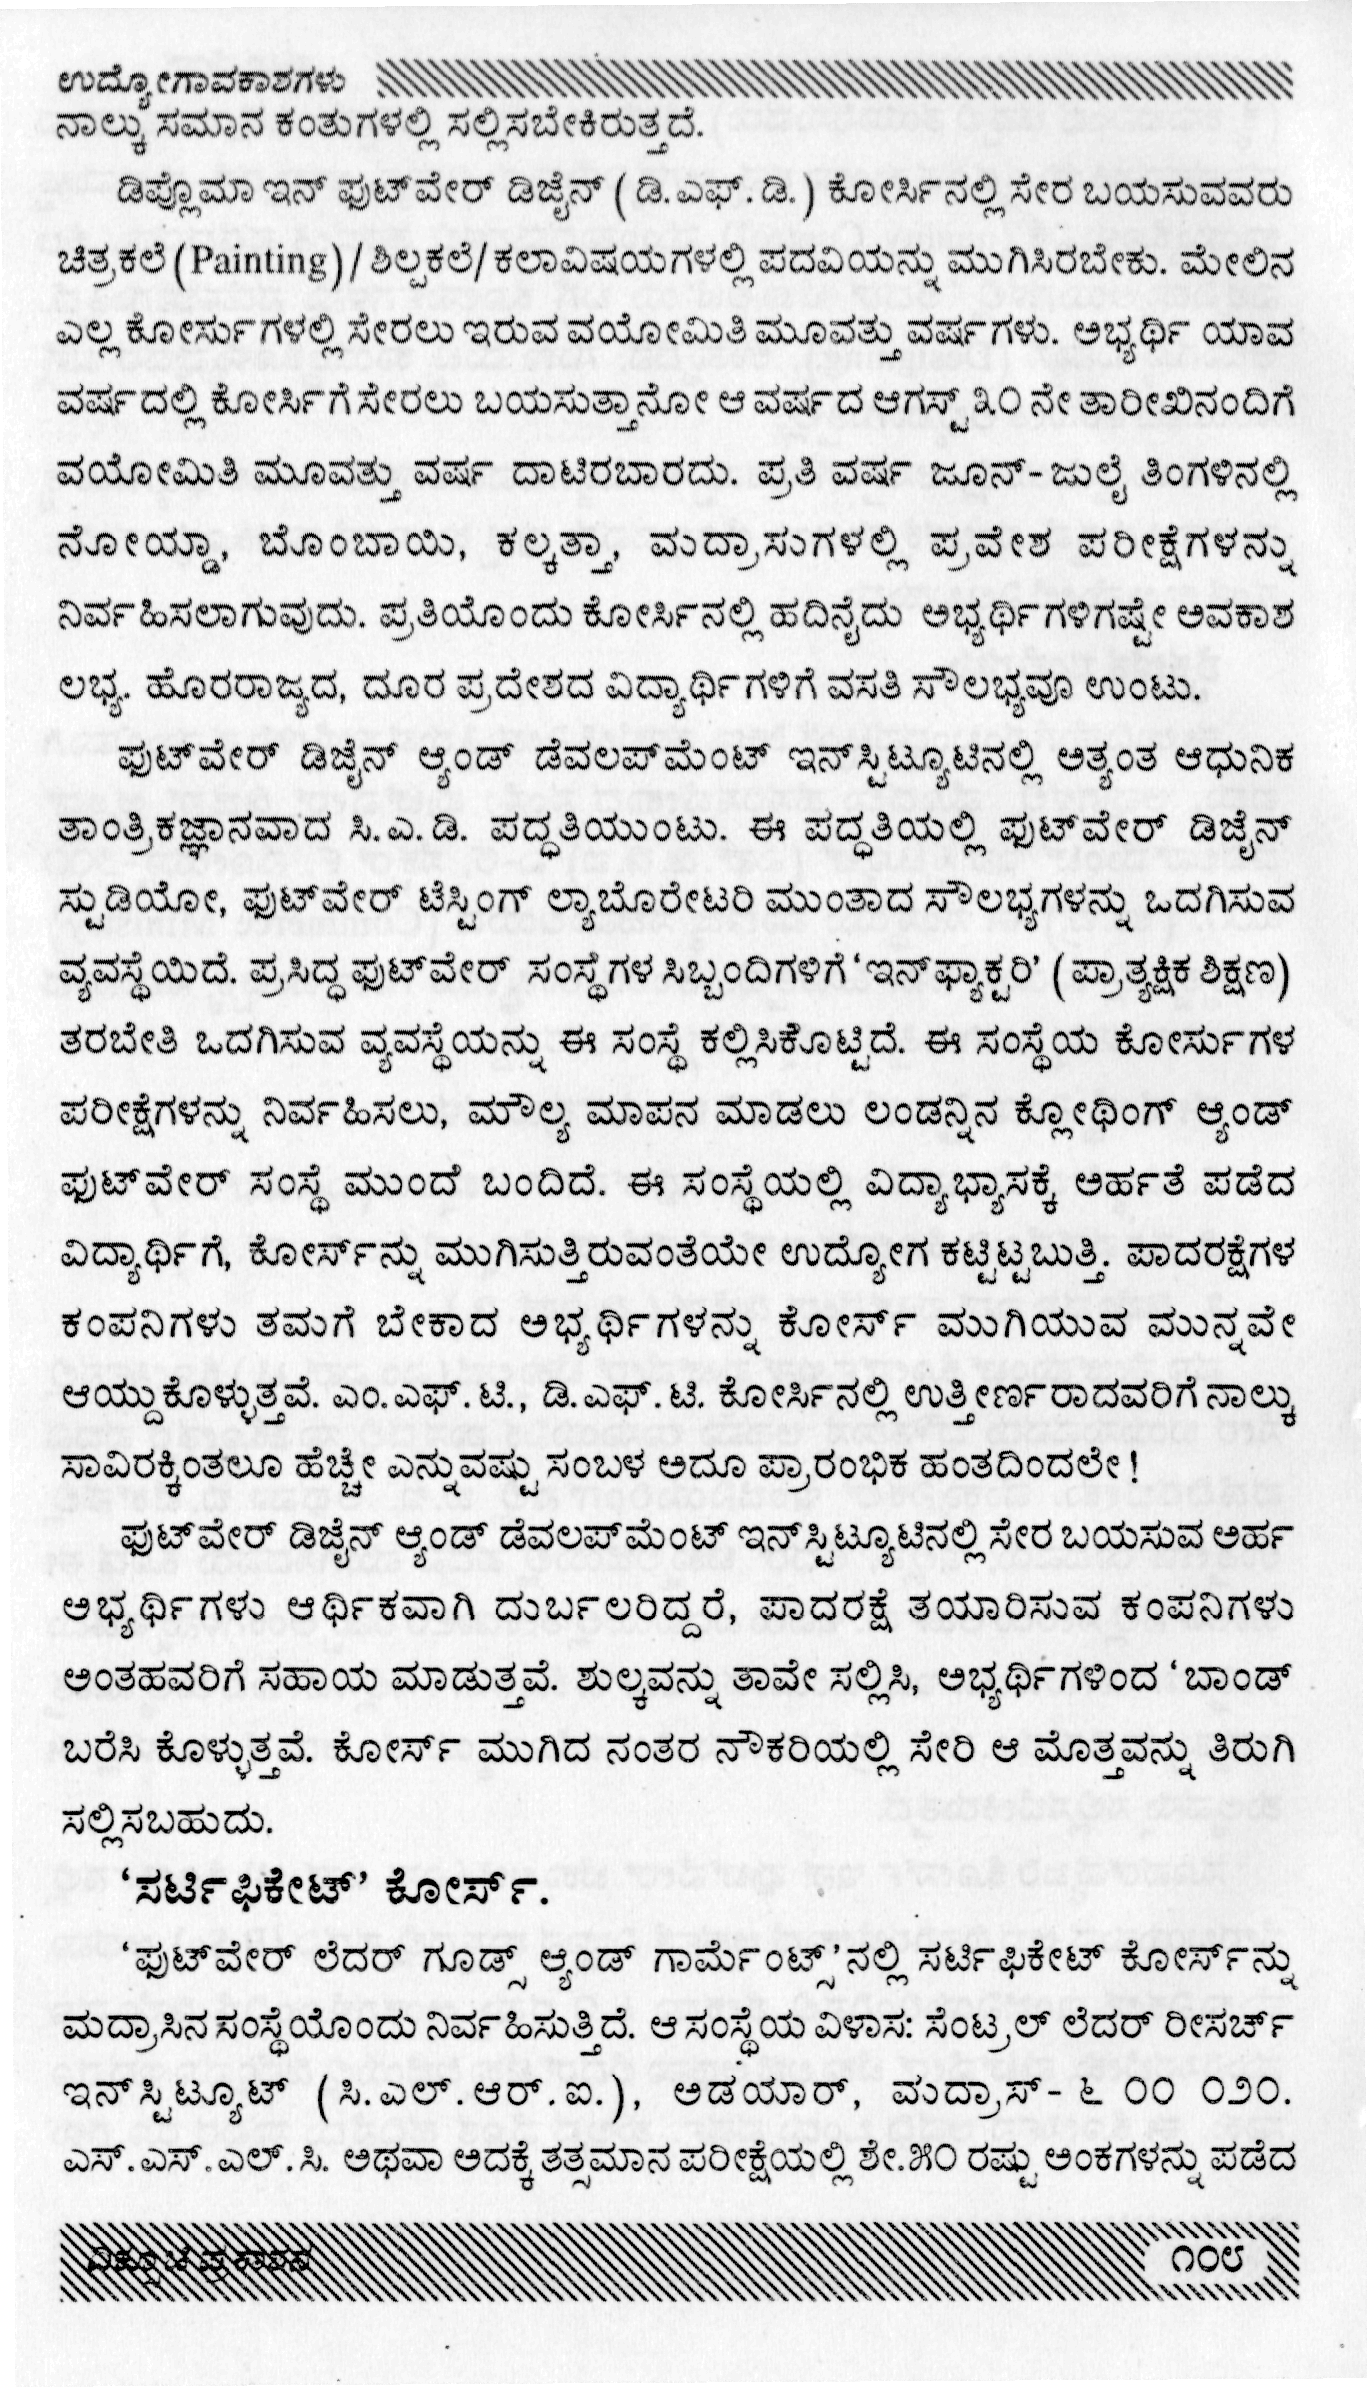 ಉದ್ಯೋಗಾವಕಾಶಗಳು
ನಾಲ್ಕು ಸಮಾನ ಕಂತುಗಳಲ್ಲಿ ಸಲ್ಲಿಸಬೇಕಿರುತ್ತದೆ.
ಡಿಪ್ಲೊಮಾ ಇನ್ ಫುಟ್‌ವೇರ್ ಡಿಜೈನ್ (ಡಿ.ಎಫ್.ಡಿ.) ಕೋರ್ಸಿನಲ್ಲಿ ಸೇರ ಬಯಸುವವರು
ಚಿತ್ರಕಲೆ (Painting)/ ಶಿಲ್ಪಕಲೆ/ ಕಲಾವಿಷಯಗಳಲ್ಲಿ ಪದವಿಯನ್ನು ಮುಗಿಸಿರಬೇಕು. ಮೇಲಿನ
ಎಲ್ಲ ಕೋರ್ಸುಗಳಲ್ಲಿ ಸೇರಲು ಇರುವ ವಯೋಮಿತಿ ಮೂವತ್ತು ವರ್ಷಗಳು. ಅಭ್ಯರ್ಥಿ ಯಾವ
ವರ್ಷದಲ್ಲಿ ಕೋರ್ಸಿಗೆ ಸೇರಲು ಬಯಸುತ್ತಾನೋ ಆ ವರ್ಷದ ಆಗಸ್ಟ್ ೩೦ ನೇ ತಾರೀಖಿನಂದಿಗೆ
ವಯೋಮಿತಿ ಮೂವತ್ತು ವರ್ಷ ದಾಟಿರಬಾರದು. ಪ್ರತಿ ವರ್ಷ ಜೂನ್-ಜುಲೈ ತಿಂಗಳಿನಲ್ಲಿ
ನೋಯ್ಡಾ, ಬೊಂಬಾಯಿ, ಕಲ್ಕತ್ತಾ, ಮದ್ರಾಸುಗಳಲ್ಲಿ ಪ್ರವೇಶ ಪರೀಕ್ಷೆಗಳನ್ನು
ನಿರ್ವಹಿಸಲಾಗುವುದು. ಪ್ರತಿಯೊಂದು ಕೋರ್ಸಿನಲ್ಲಿ ಹದಿನೈದು ಅಭ್ಯರ್ಥಿಗಳಿಗಷ್ಟೇ ಅವಕಾಶ
ಲಭ್ಯ. ಹೊರರಾಜ್ಯದ, ದೂರ ಪ್ರದೇಶದ ವಿದ್ಯಾರ್ಥಿಗಳಿಗೆ ವಸತಿ ಸೌಲಭ್ಯವೂ ಉಂಟು.
ಫುಟ್‌ವೇರ್ ಡಿಜೈನ್ ಆ್ಯಂಡ್ ಡೆವಲಪ್‌ಮೆಂಟ್ ಇನ್‌ಸ್ಟಿಟ್ಯೂಟಿನಲ್ಲಿ ಅತ್ಯಂತ ಆಧುನಿಕ
ತಾಂತ್ರಿಕಜ್ಞಾನವಾದ ಸಿ.ಎ.ಡಿ. ಪದ್ಧತಿಯುಂಟು. ಈ ಪದ್ಧತಿಯಲ್ಲಿ ಫುಟ್‌ವೇರ್ ಡಿಜೈನ್
ಸ್ಟುಡಿಯೋ, ಫುಟ್‌ವೇರ್ ಟೆಸ್ಟಿಂಗ್ ಲ್ಯಾಬೊರೇಟರಿ ಮುಂತಾದ ಸೌಲಭ್ಯಗಳನ್ನು ಒದಗಿಸುವ
ವ್ಯವಸ್ಥೆಯಿದೆ. ಪ್ರಸಿದ್ಧ ಫುಟ್‌ವೇರ್ ಸಂಸ್ಥೆಗಳ ಸಿಬ್ಬಂದಿಗಳಿಗೆ ‘ಇನ್‌ಫ್ಯಾಕ್ಟರಿ’ (ಪ್ರಾತ್ಯಕ್ಷಿಕ ಶಿಕ್ಷಣ)
ತರಬೇತಿ ಒದಗಿಸುವ ವ್ಯವಸ್ಥೆಯನ್ನು ಈ ಸಂಸ್ಥೆ ಕಲ್ಲಿಸಿಕೊಟ್ಟಿದೆ. ಈ ಸಂಸ್ಥೆಯ ಕೋರ್ಸುಗಳ
ಪರೀಕ್ಷೆಗಳನ್ನು ನಿರ್ವಹಿಸಲು, ಮೌಲ್ಯ ಮಾಪನ ಮಾಡಲು ಲಂಡನ್ನಿನ ಕ್ಲೋಥಿಂಗ್ ಆ್ಯಂಡ್
ಫುಟ್‌ವೇರ್ ಸಂಸ್ಥೆ ಮುಂದೆ ಬಂದಿದೆ. ಈ ಸಂಸ್ಥೆಯಲ್ಲಿ ವಿದ್ಯಾಭ್ಯಾಸಕ್ಕೆ ಅರ್ಹತೆ ಪಡೆದ
ವಿದ್ಯಾರ್ಥಿಗೆ, ಕೋರ್ಸ್‌ನ್ನು ಮುಗಿಸುತ್ತಿರುವಂತೆಯೇ ಉದ್ಯೋಗ ಕಟ್ಟಿಟ್ಟಬುತ್ತಿ. ಪಾದರಕ್ಷೆಗಳ
ಕಂಪನಿಗಳು ತಮಗೆ ಬೇಕಾದ ಅಭ್ಯರ್ಥಿಗಳನ್ನು ಕೋರ್ಸ್ ಮುಗಿಯುವ ಮುನ್ನವೇ
ಆಯ್ದುಕೊಳ್ಳುತ್ತವೆ. ಎಂ.ಎಫ್.ಟಿ., ಡಿ.ಎಫ್.ಟಿ. ಕೋರ್ಸಿನಲ್ಲಿ ಉತ್ತೀರ್ಣರಾದವರಿಗೆ ನಾಲ್ಕು
ಸಾವಿರಕ್ಕಿಂತಲೂ ಹೆಚ್ಚೇ ಎನ್ನುವಷ್ಟು ಸಂಬಳ ಅದೂ ಪ್ರಾರಂಭಿಕ ಹಂತದಿಂದಲೇ!
ಫುಟ್‌ವೇರ್ ಡಿಜೈನ್ ಆ್ಯಂಡ್ ಡೆವಲಪ್‌ಮೆಂಟ್ ಇನ್‌ಸ್ಟಿಟ್ಯೂಟಿನಲ್ಲಿ ಸೇರ ಬಯಸುವ ಅರ್ಹ
ಅಭ್ಯರ್ಥಿಗಳು ಆರ್ಥಿಕವಾಗಿ ದುರ್ಬಲರಿದ್ದರೆ, ಪಾದರಕ್ಷೆ ತಯಾರಿಸುವ ಕಂಪನಿಗಳು
ಅಂತಹವರಿಗೆ ಸಹಾಯ ಮಾಡುತ್ತವೆ. ಶುಲ್ಕವನ್ನು ತಾವೇ ಸಲ್ಲಿಸಿ, ಅಭ್ಯರ್ಥಿಗಳಿಂದ ‘ಬಾಂಡ್
ಬರೆಸಿ ಕೊಳ್ಳುತ್ತವೆ. ಕೋರ್ಸ್ ಮುಗಿದ ನಂತರ ನೌಕರಿಯಲ್ಲಿ ಸೇರಿ ಆ ಮೊತ್ತವನ್ನು ತಿರುಗಿ
ಸಲ್ಲಿಸಬಹುದು.
‘ಸರ್ಟಿಫಿಕೇಟ್’ ಕೋರ್ಸ್.
‘ಫುಟ್‌ವೇರ್ ಲೆದರ್ ಗೂಡ್ಸ್ ಆ್ಯಂಡ್ ಗಾರ್ಮೆಂಟ್ಸ್’ನಲ್ಲಿ ಸರ್ಟಿಫಿಕೇಟ್ ಕೋರ್ಸ್‌ನ್ನು
ಮದ್ರಾಸಿನ ಸಂಸ್ಥೆಯೊಂದು ನಿರ್ವಹಿಸುತ್ತಿದೆ. ಆ ಸಂಸ್ಥೆಯ ವಿಳಾಸ: ಸೆಂಟ್ರಲ್ ಲೆದರ್ ರೀಸರ್ಚ್
ಇನ್‌ಸ್ಟಿಟ್ಯೂಟ್ (ಸಿ.ಎಲ್.ಆರ್.ಐ.), ಅಡಯಾರ್, ಮದ್ರಾಸ್- ೬ ೦೦ ೦೨೦.
ಎಸ್.ಎಸ್.ಎಲ್.ಸಿ. ಅಥವಾ ಅದಕ್ಕೆ ತತ್ಸಮಾನ ಪರೀಕ್ಷೆಯಲ್ಲಿ ಶೇ.೫೦ ರಷ್ಟು ಅಂಕಗಳನ್ನು ಪಡೆದ
೧೦೮